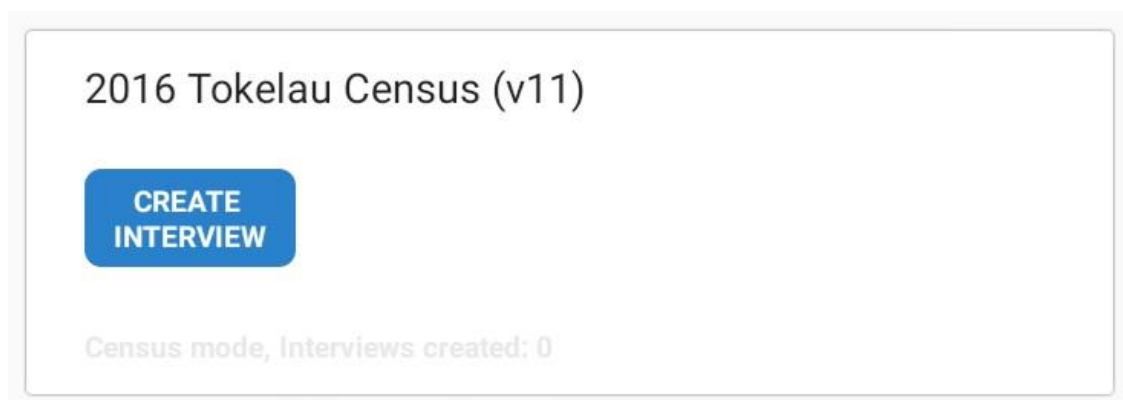 2016 Tokelau Census (v11)
CREATE
INTERVIEW
Census mode, Interviews created: 0